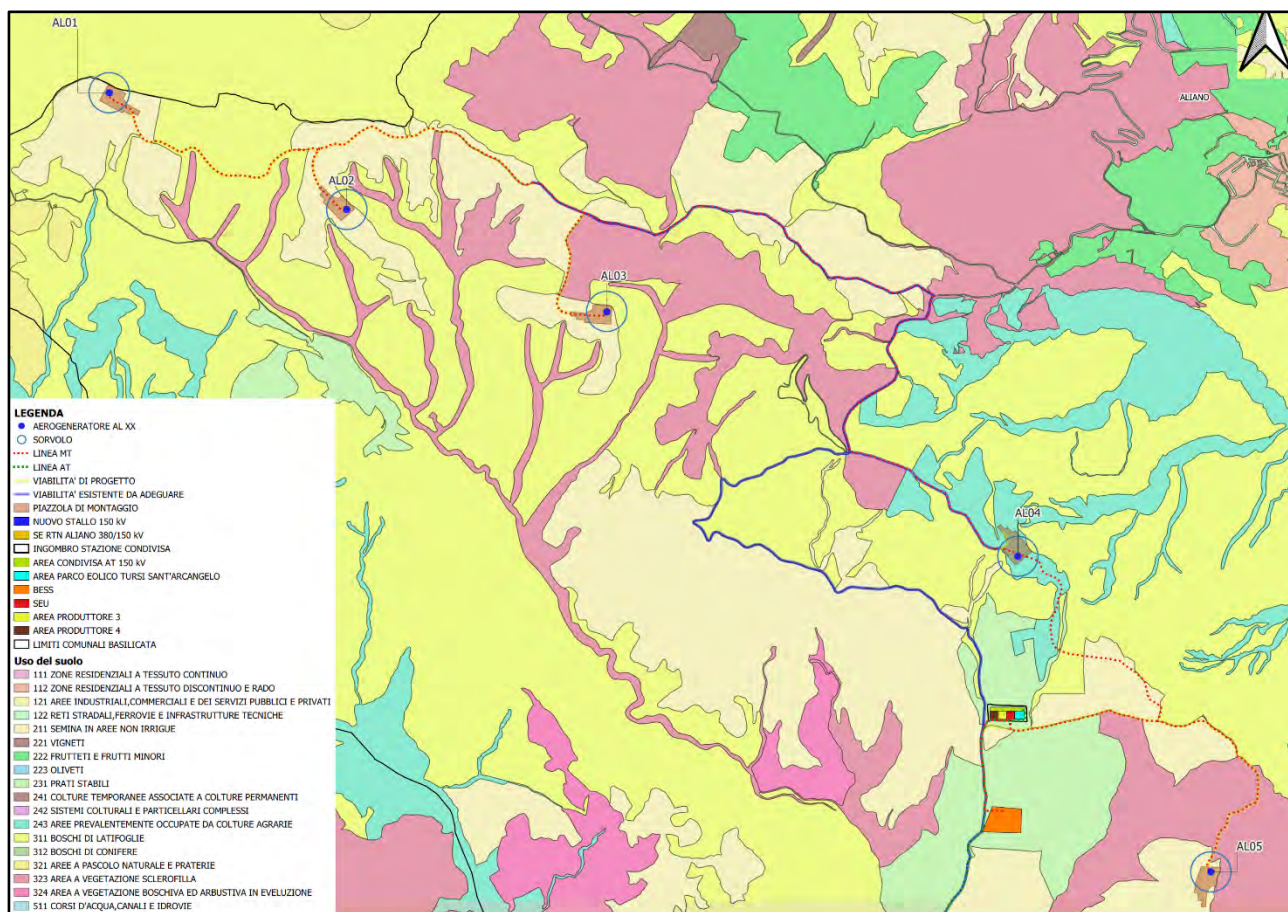 AL01
ALIANO
AL02
AL03
AL04
AL05
LEGENDA
AEROGENERATORE AL XX
SORVOLO
LINEA MT
LINEA AT
VIABILITA' DI PROGETTO
VIABILITA' ESISTENTE DA ADEGUARE
PIAZZOLA DI MONTAGGIO
NUOVO STALLO 150 kV
SE RTN ALIANO 380/150 kV
INGOMBRO STAZIONE CONDIVISA
AREA CONDIVISA AT 150 kV
AREA PARCO EOLICO TURSI SANT'ARCANGELO
BESS
SEU
AREA PRODUTTORE 3
AREA PRODUTTORE 4
LIMITI COMUNALI BASILICATA
Uso del suolo
111 ZONE RESIDENZIALI A TESSUTO CONTINUO
112 ZONE RESIDENZIALI A TESSUTO DISCONTINUO E RADO
121 AREE INDUSTRIALI,COMMERCIALI E DEI SERVIZI PUBBLICI E PRIVATI
122 RETI STRADALI,FERROVIE E INFRASTRUTTURE TECNICHE
211 SEMINA IN AREE NON IRRIGUE
221 VIGNETI
222 FRUTTETI E FRUTTI MINORI
223 OLIVETI
231 PRATI STABILI
241 COLTURE TEMPORANEE ASSOCIATE A COLTURE PERMANENTI
242 SISTEMI COLTURALI E PARTICELLARI COMPLESSI
243 AREE PREVALENTEMENTE OCCUPATE DA COLTURE AGRARIE
311 BOSCHI DI LATIFOGLIE
312 BOSCHI DI CONIFERE
321 AREE A PASCOLO NATURALE E PRATERIE
323 AREA A VEGETAZIONE SCLEROFILLA
324 AREA A VEGETAZIONE BOSCHIVA ED ARBUSTIVA IN EVELUZIONE
511 CORSI D'ACQUA,CANALI E IDROVIE